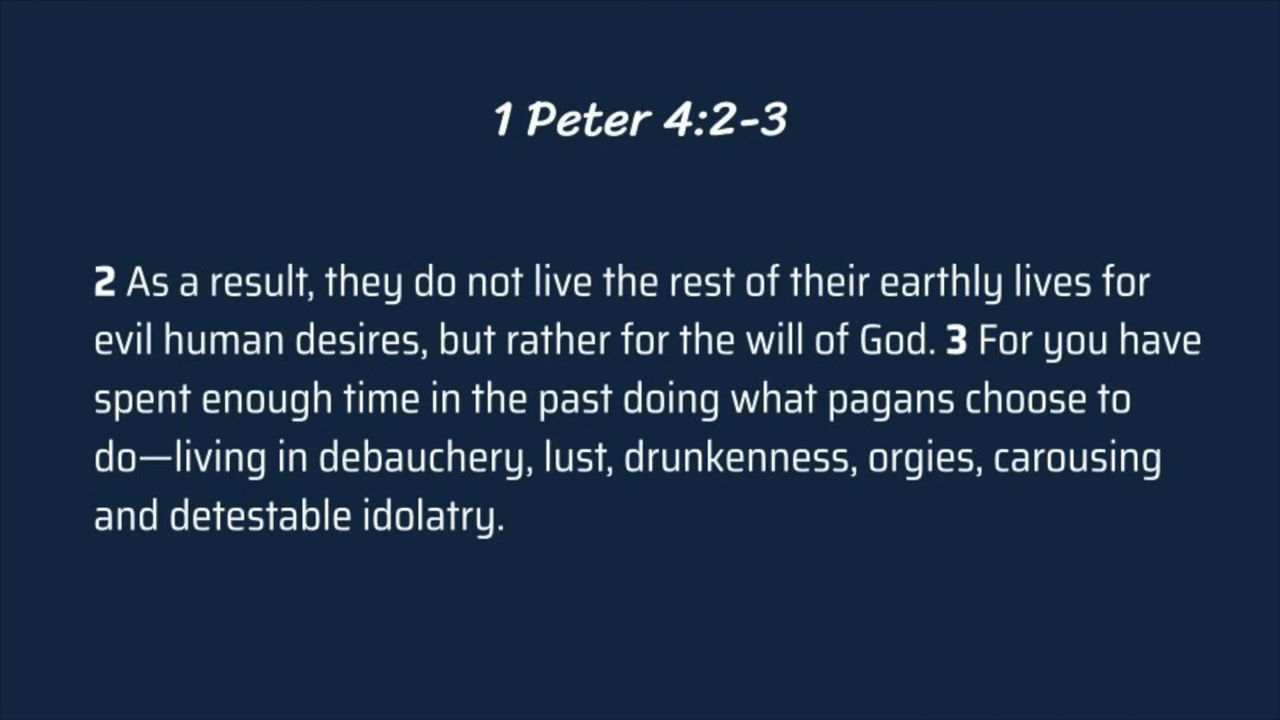 1 Peter 4:2-3
2 As a result, they do not live the rest of their earthly lives for
evil human desires, but rather for the will of God. 3 For you have
spent enough time in the past doing what pagans choose to
do—living in debauchery, lust, drunkenness, orgies, carousing
and detestable idolatry.